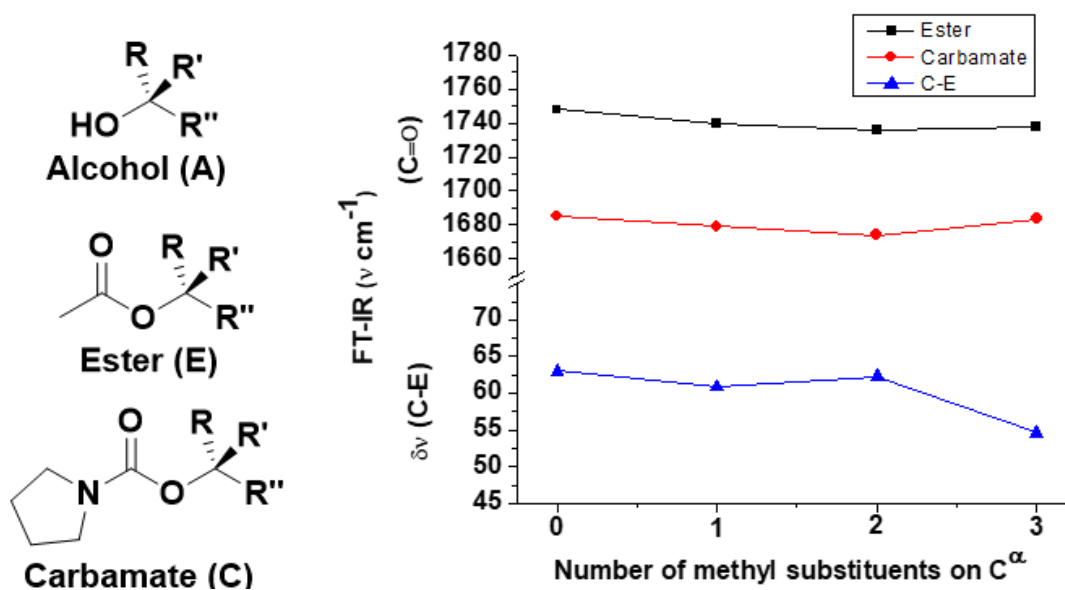 R
R'
HO
R"
Alcohol (A)
O
R
R'
O
R"
Ester (E)
O
R
R'
N
O
R"
Carbamate (C)
Ester
Carbamate
C-E
FT-IR (ν cm⁻¹)
(C=O)
δν (C-E)
1780
1760
1740
1720
1700
1680
1660
70
65
60
55
50
45
0 1 2 3
Number of methyl substituents on C^α